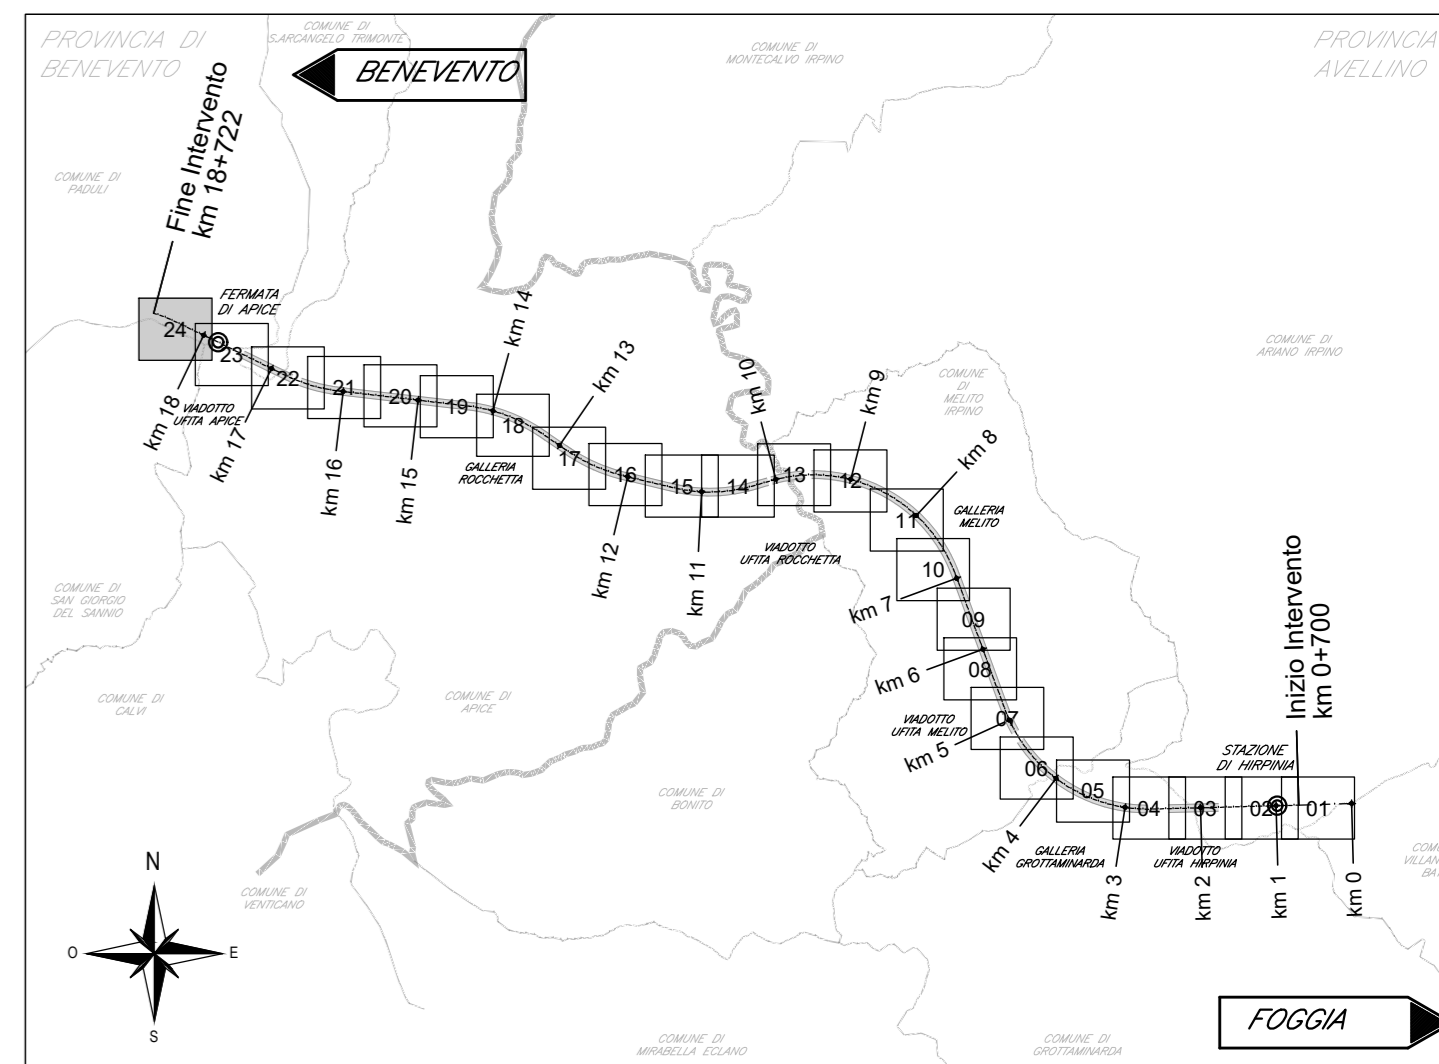 PROVINCIA DI
BENEVENTO
COMUNE DI
S.ARCANGELO TRIMONTE
BENEVENTO
COMUNE DI
MONTECALVO IRPINO
PROVINCIA
AVELLINO
Fine Intervento
km 18+722
COMUNE DI
PADULI
FERMATA
DI APICE
24
23
22
21
20
19
18
17
16
15
14
13
12
11
10
09
08
07
06
05
04
03
02
01
km 18
km 17
km 16
km 15
km 14
km 13
km 12
km 11
km 10
km 9
km 8
km 7
km 6
km 5
km 4
km 3
km 2
km 1
km 0
VIADOTTO
UFITA APICE
GALLERIA
ROCCHETTA
VIADOTTO
UFITA ROCCHETTA
COMUNE
DI
MELITO
IRPINO
COMUNE DI
ARIANO IRPINO
GALLERIA
MELITO
Inizio Intervento
km 0+700
COMUNE DI
SAN GIORGIO
DEL SANNIO
COMUNE DI
CALVI
COMUNE DI
APICE
VIADOTTO
UFITA MELITO
STAZIONE
DI HIRPINIA
COMUNE DI
BONITO
GALLERIA
GROTTAMINARDA
VIADOTTO
UFITA HIRPINIA
COMU
VILLAN
BA
COMUNE DI
VENTICANO
N
O
E
S
COMUNE DI
MIRABELLA ECLANO
COMUNE DI
GROTTAMINARDA
FOGGIA